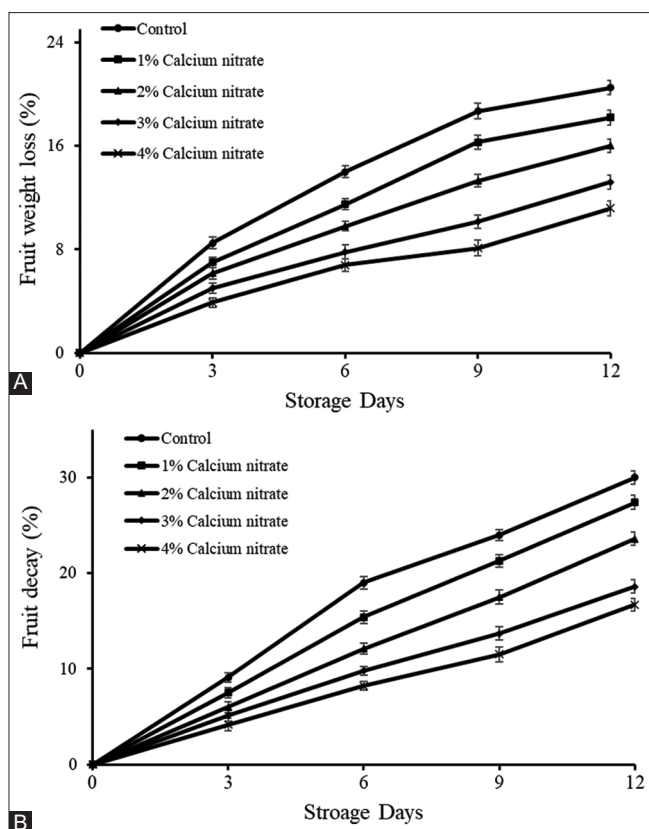 Control
1% Calcium nitrate
2% Calcium nitrate
3% Calcium nitrate
4% Calcium nitrate
24
16
8
0
Fruit weight loss (%)
0 3 6 9 12
Storage Days
A
Control
1% Calcium nitrate
2% Calcium nitrate
3% Calcium nitrate
4% Calcium nitrate
30
20
10
0
Fruit decay (%)
0 3 6 9 12
Stroage Days
B